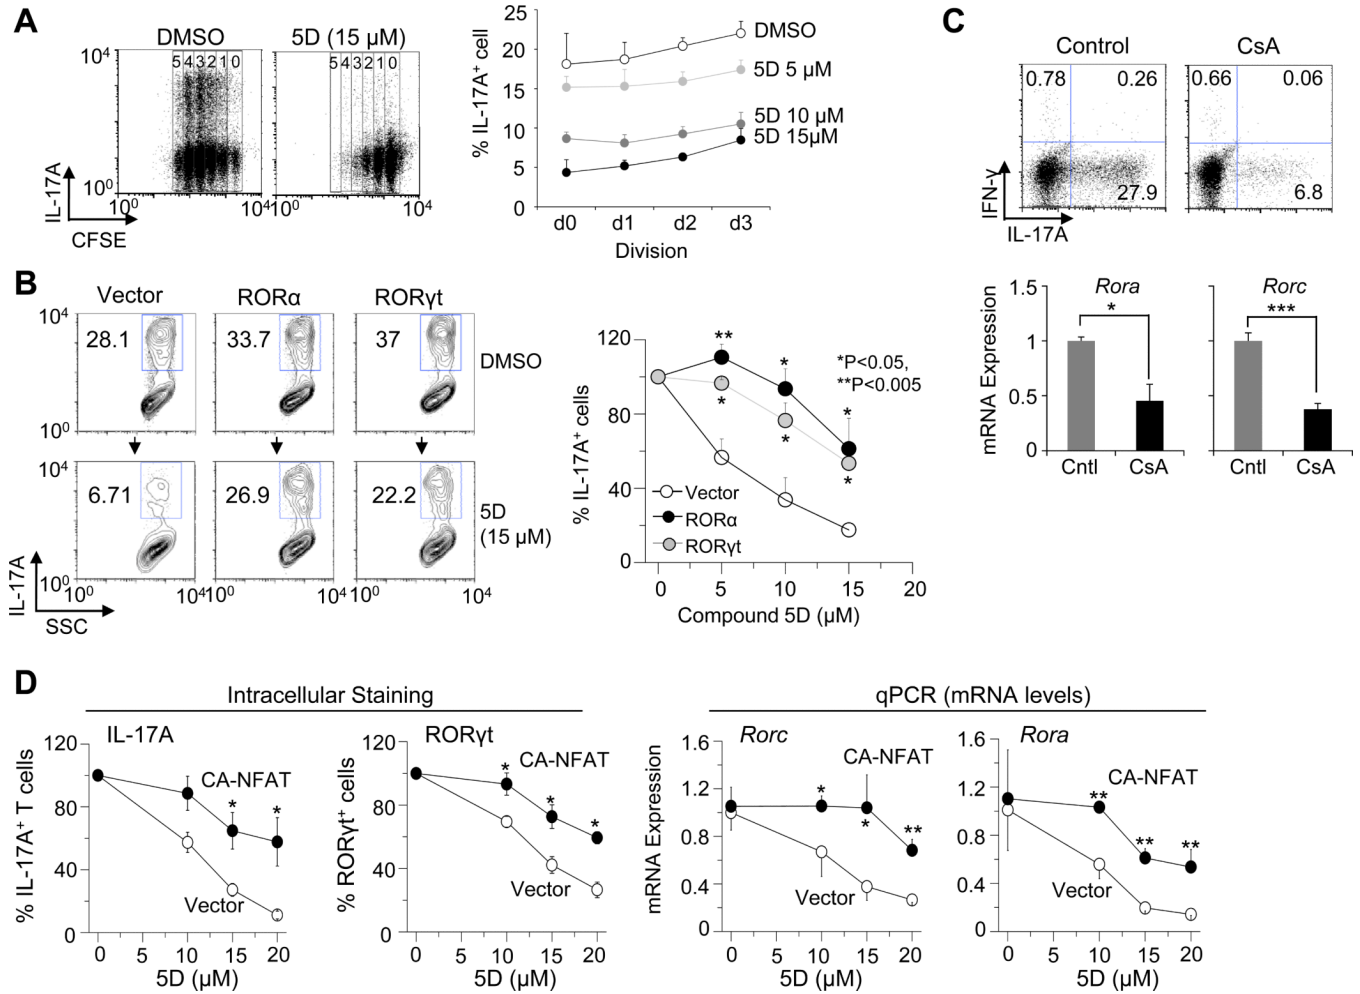 A
DMSO
5D (15 µM)
10⁴
5 4 3 2 1 0
5 4 3 2 1 0
IL-17A
10⁰
10⁰
10⁴
10⁰
10⁴
CFSE
% IL-17A⁺ cell
25
20
15
10
5
0
DMSO
5D 5 µM
5D 10 µM
5D 15µM
d0 d1 d2 d3
Division
C
Control
CsA
0.78 0.26
0.66 0.06
27.9
6.8
IFN-γ
IL-17A
mRNA Expression
1.5
1
0.5
0
Rora
*
Rorc
***
Cntl CsA
Cntl CsA
B
Vector
RORα
RORγt
10⁴
28.1
33.7
37
DMSO
10⁰
10⁴
6.71
26.9
22.2
5D
(15 µM)
10⁰
10⁰ 10⁴
10⁰ 10⁴
10⁰ 10⁴
IL-17A
SSC
% IL-17A⁺ cells
120
80
40
0
** * * * * *
*P<0.05,
**P<0.005
Vector
RORα
RORγt
0 5 10 15 20
Compound 5D (µM)
D
Intracellular Staining
qPCR (mRNA levels)
IL-17A
% IL-17A⁺ T cells
120
80
40
0
CA-NFAT
* *
Vector
0 5 10 15 20
5D (µM)
RORγt
% RORγt⁺ cells
120
80
40
0
CA-NFAT
* * *
Vector
0 5 10 15 20
5D (µM)
Rorc
mRNA Expression
1.6
1.2
0.8
0.4
0
CA-NFAT
* * **
Vector
0 5 10 15 20
5D (µM)
Rora
1.6
1.2
0.8
0.4
0
CA-NFAT
** ** **
Vector
0 5 10 15 20
5D (µM)